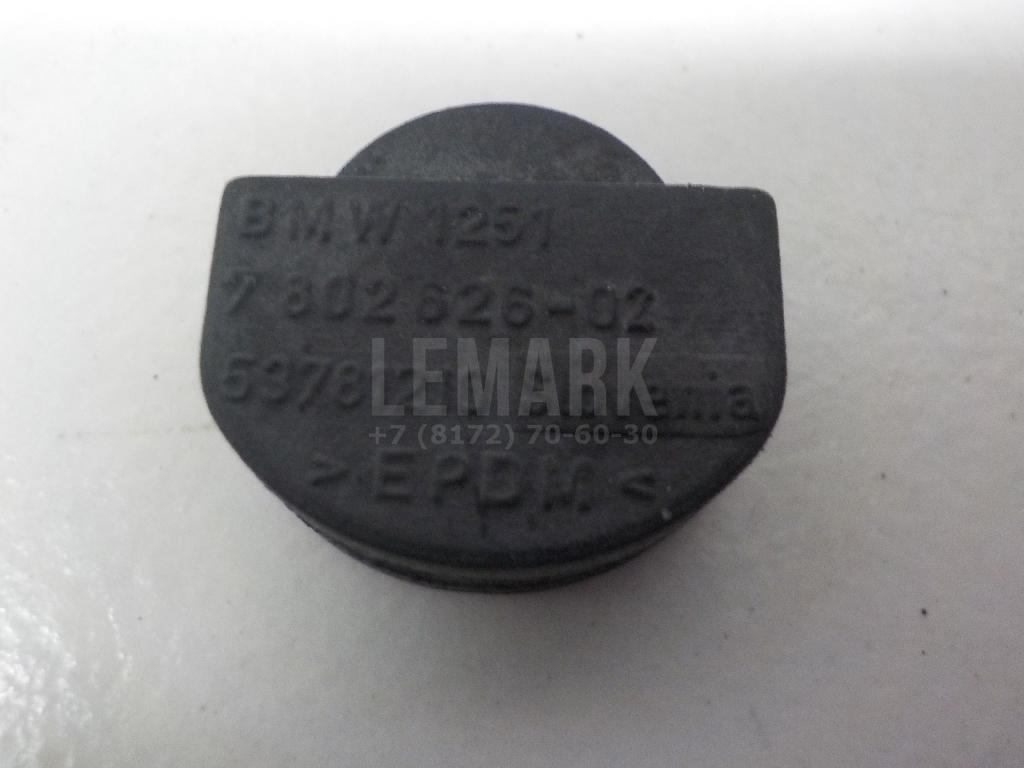 BMW 1251
7 802 626-02
LEMARK
+7 (8172) 70-60-30
>EPDM<